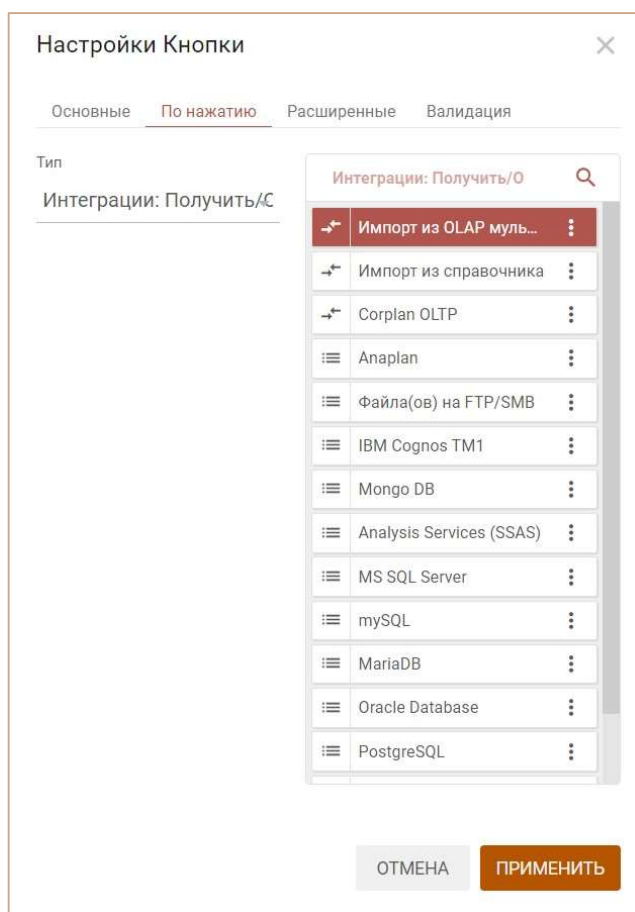 Настройки Кнопки
Основные По нажатию Расширенные Валидация
Тип
Интеграции: Получить/О
Интеграции: Получить/О
Импорт из OLAP муль...
Импорт из справочника
Corplan OLTP
Anaplan
Файла(ов) на FTP/SMB
IBM Cognos TM1
Mongo DB
Analysis Services (SSAS)
MS SQL Server
mySQL
MariaDB
Oracle Database
PostgreSQL
ОТМЕНА ПРИМЕНИТЬ